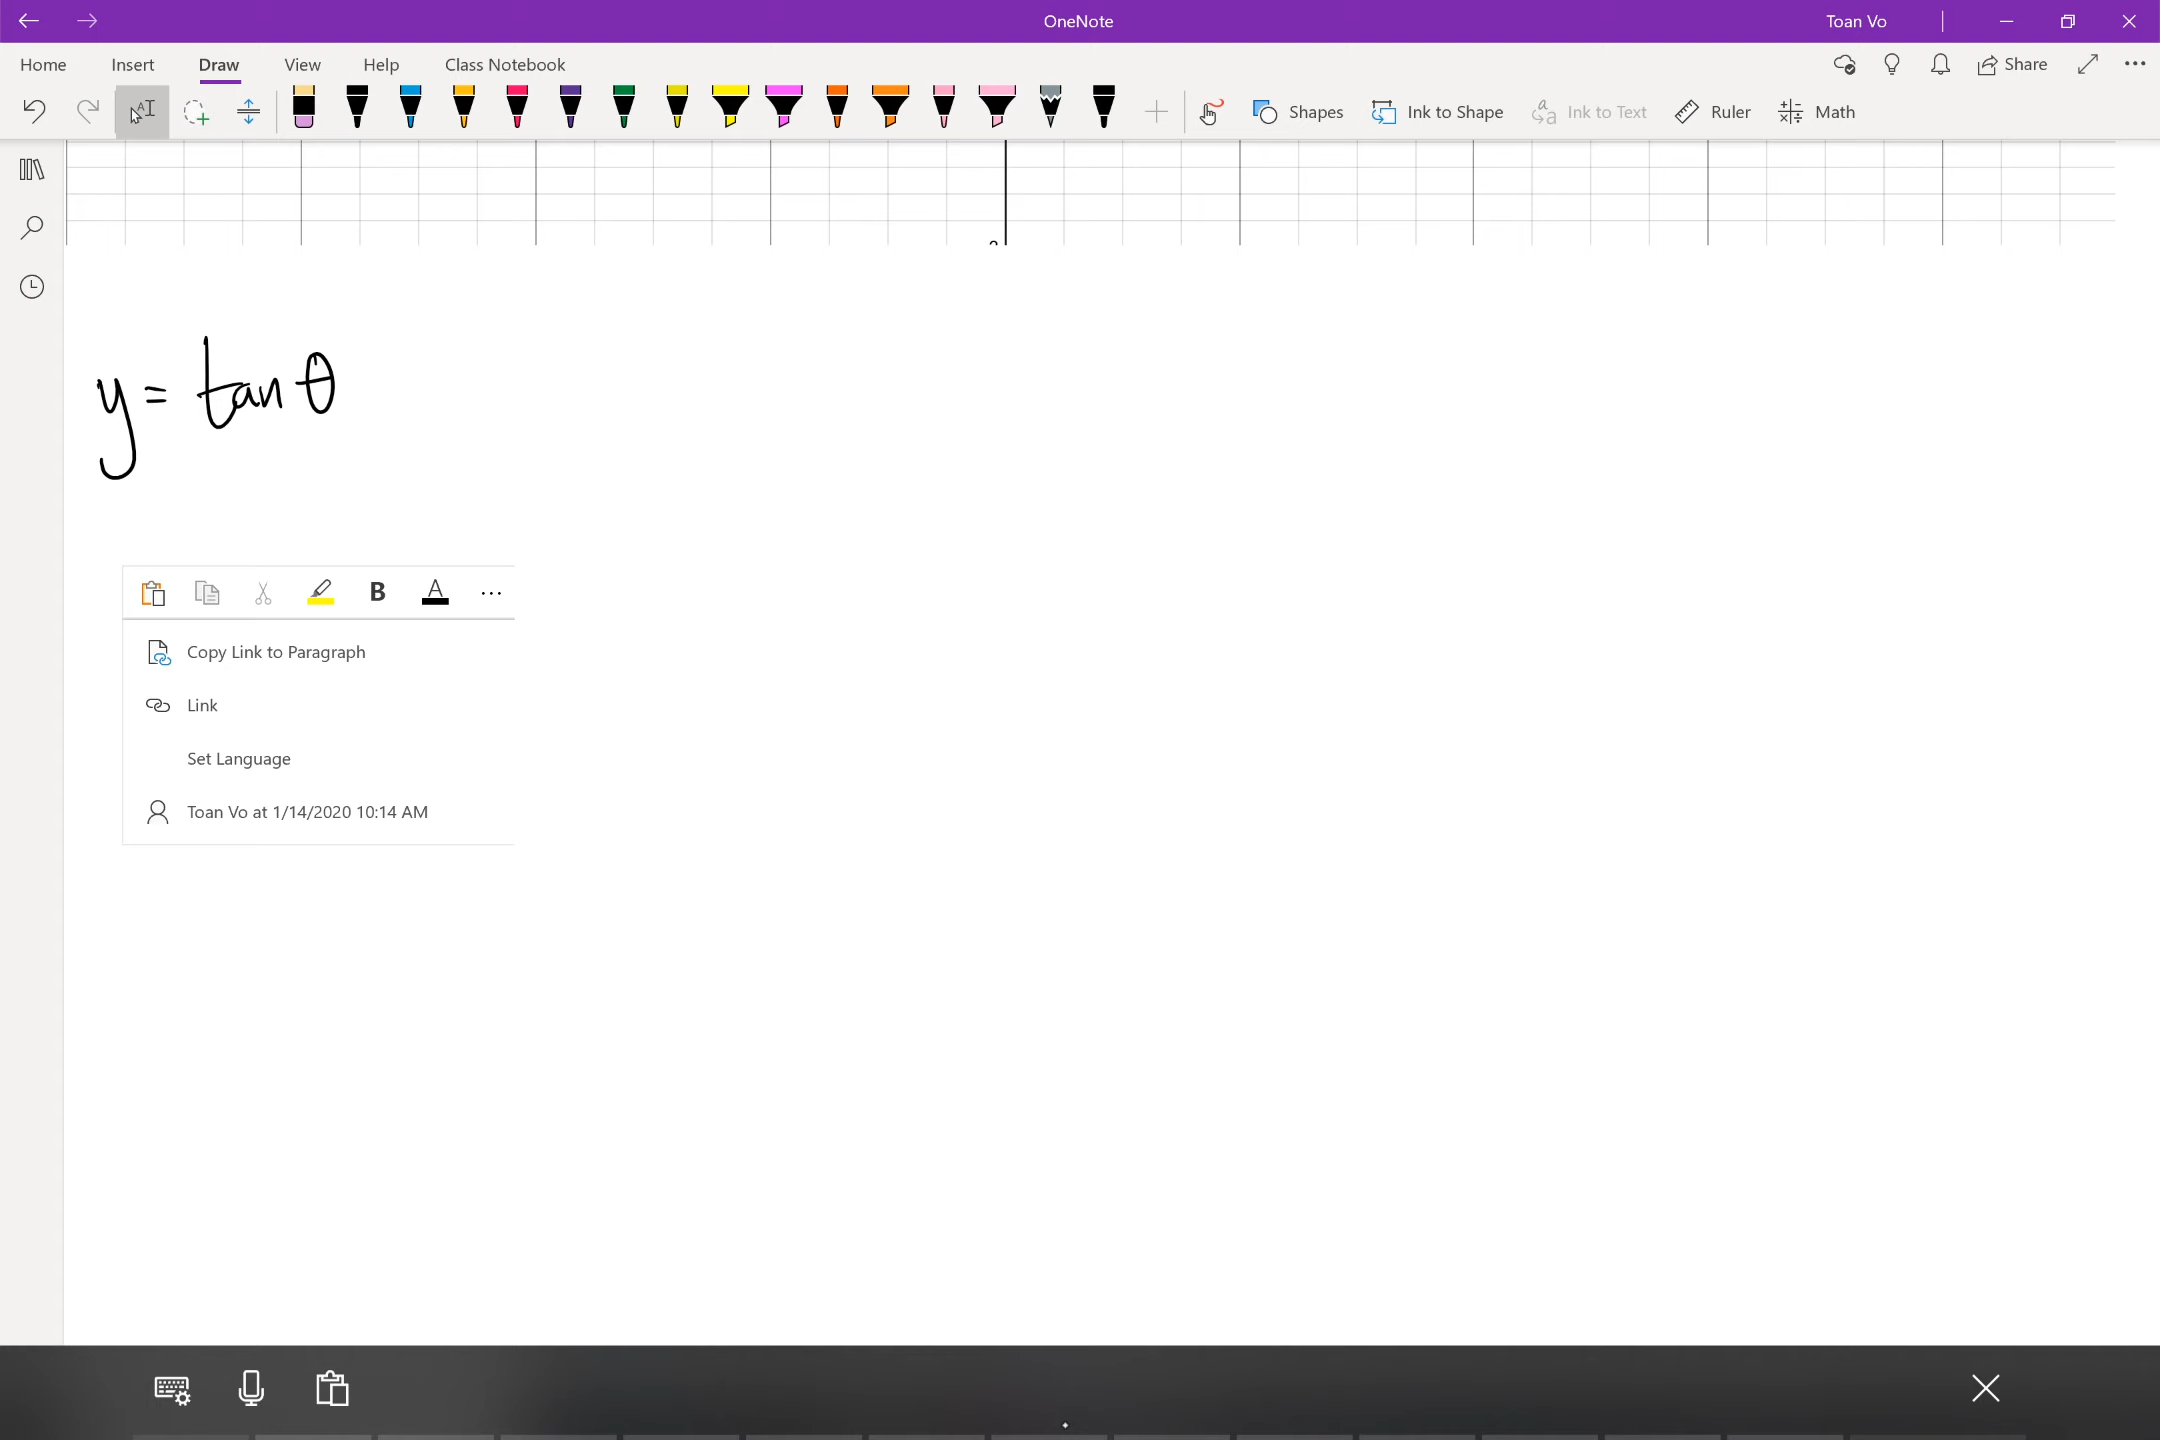 OneNote
Toan Vo
Home Insert Draw View Help Class Notebook
Share
Shapes Ink to Shape Ink to Text Ruler Math
y = tan θ
Copy Link to Paragraph
Link
Set Language
Toan Vo at 1/14/2020 10:14 AM